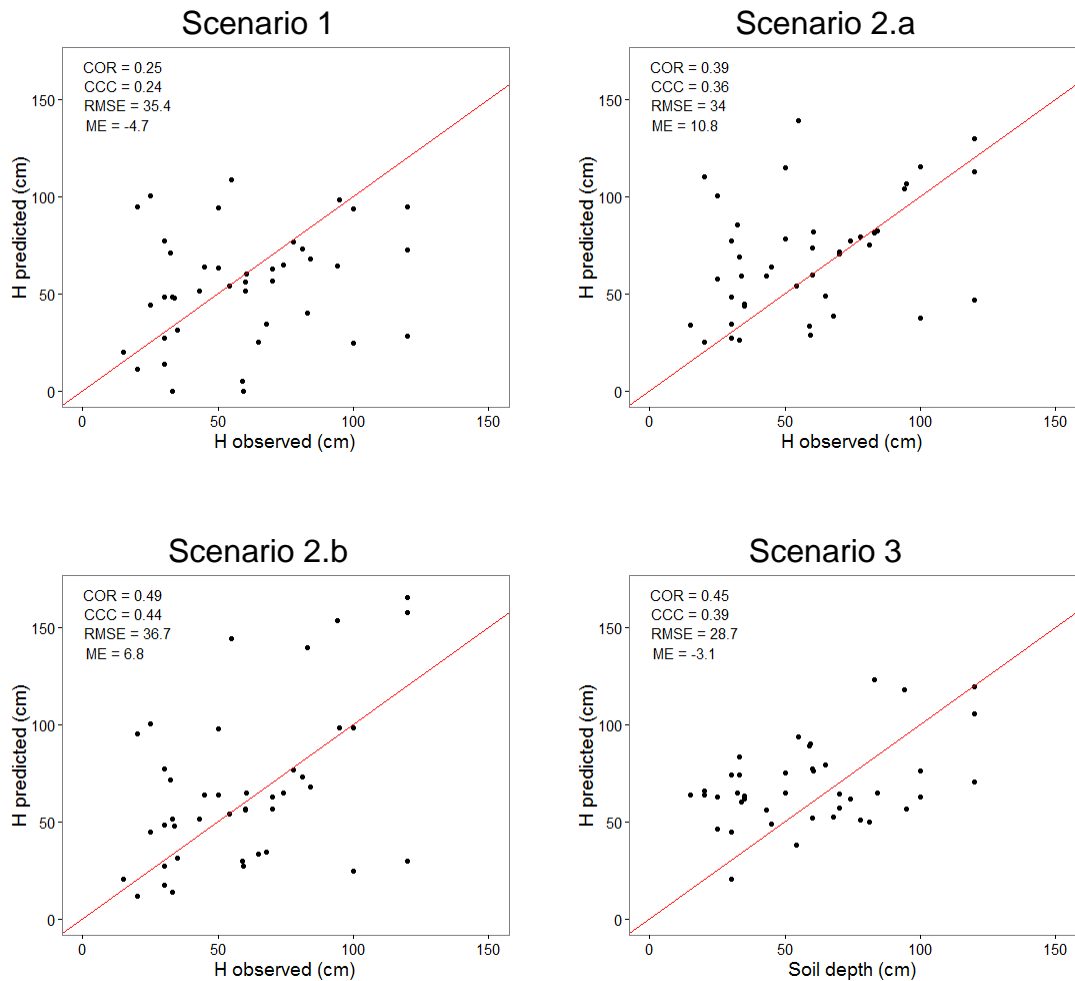 Scenario 1
COR = 0.25
CCC = 0.24
RMSE = 35.4
ME = -4.7
H predicted (cm)
150
100
50
0
0 50 100 150
H observed (cm)
Scenario 2.a
COR = 0.39
CCC = 0.36
RMSE = 34
ME = 10.8
H predicted (cm)
150
100
50
0
0 50 100 150
H observed (cm)
Scenario 2.b
COR = 0.49
CCC = 0.44
RMSE = 36.7
ME = 6.8
H predicted (cm)
150
100
50
0
0 50 100 150
H observed (cm)
Scenario 3
COR = 0.45
CCC = 0.39
RMSE = 28.7
ME = -3.1
H predicted (cm)
150
100
50
0
0 50 100 150
Soil depth (cm)